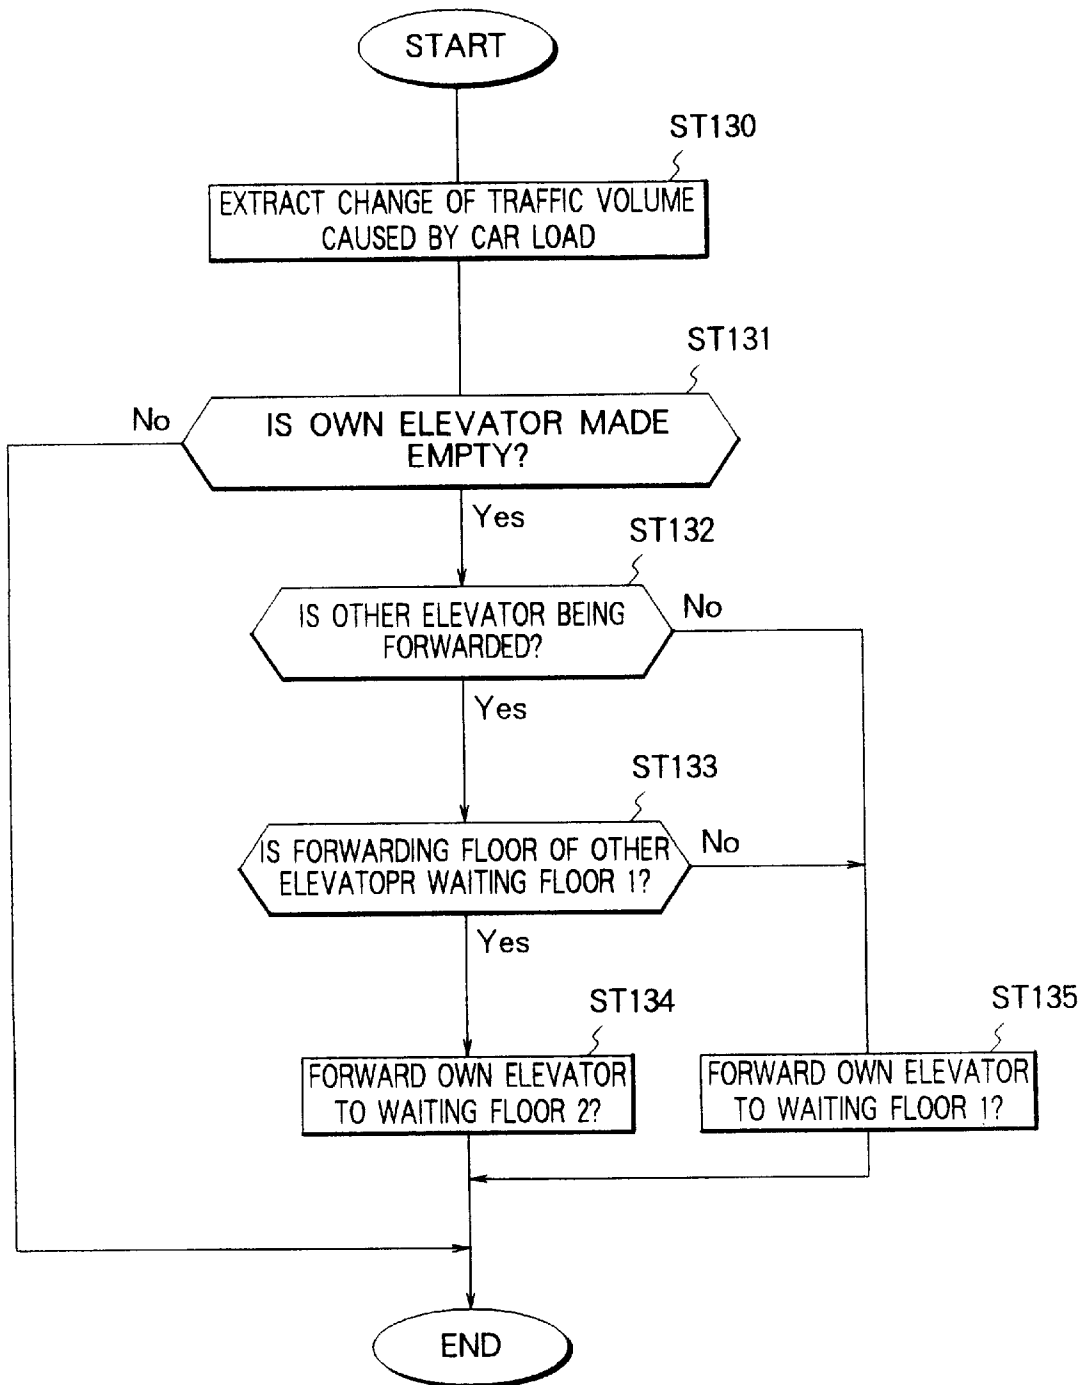 START
ST130
EXTRACT CHANGE OF TRAFFIC VOLUME
CAUSED BY CAR LOAD
ST131
No
IS OWN ELEVATOR MADE
EMPTY?
Yes
ST132
IS OTHER ELEVATOR BEING
FORWARDED?
No
Yes
ST133
IS FORWARDING FLOOR OF OTHER
ELEVATOPR WAITING FLOOR 1?
No
Yes
ST134
FORWARD OWN ELEVATOR
TO WAITING FLOOR 2?
ST135
FORWARD OWN ELEVATOR
TO WAITING FLOOR 1?
END